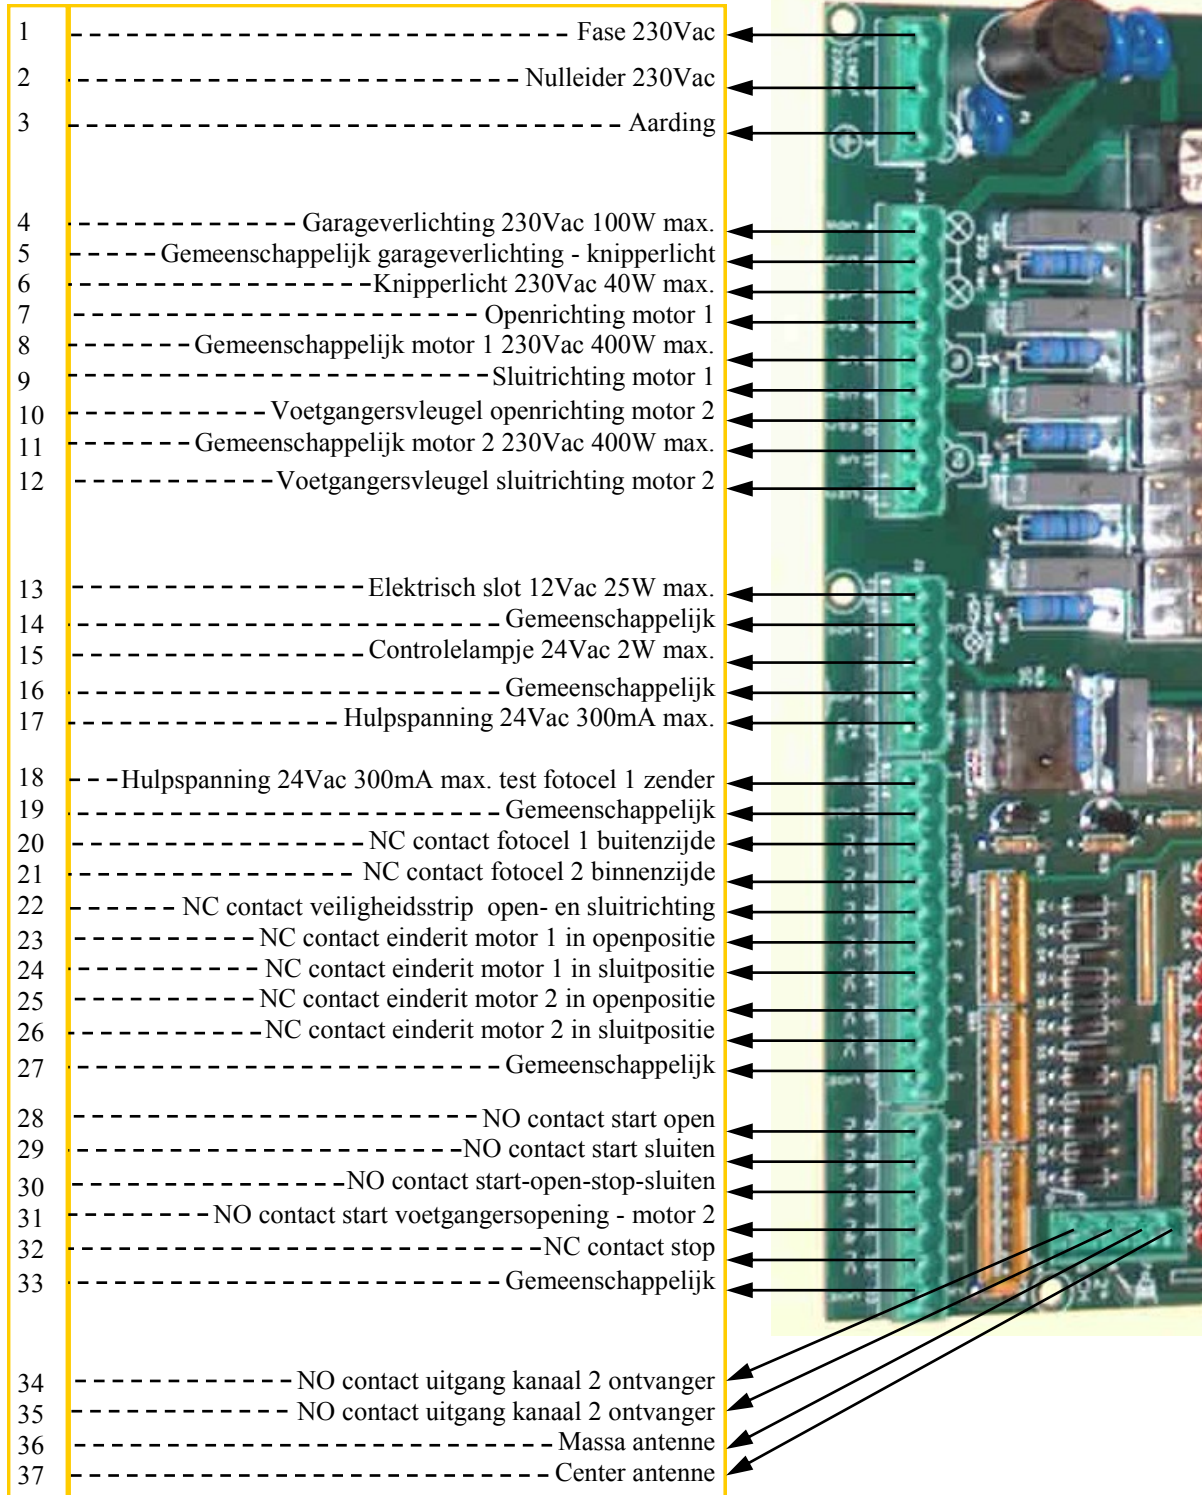 1 Fase 230Vac
2 Nulleider 230Vac
3 Aarding
4 Garageverlichting 230Vac 100W max.
5 Gemeenschappelijk garageverlichting - knipperlicht
6 Knipperlicht 230Vac 40W max.
7 Openrichting motor 1
8 Gemeenschappelijk motor 1 230Vac 400W max.
9 Sluitrichting motor 1
10 Voetgangersvleugel openrichting motor 2
11 Gemeenschappelijk motor 2 230Vac 400W max.
12 Voetgangersvleugel sluitrichting motor 2
13 Elektrisch slot 12Vac 25W max.
14 Gemeenschappelijk
15 Controlelampje 24Vac 2W max.
16 Gemeenschappelijk
17 Hulpspanning 24Vac 300mA max.
18 Hulpspanning 24Vac 300mA max. test fotocel 1 zender
19 Gemeenschappelijk
20 NC contact fotocel 1 buitenzijde
21 NC contact fotocel 2 binnenzijde
22 NC contact veiligheidsstrip open- en sluitrichting
23 NC contact einderit motor 1 in openpositie
24 NC contact einderit motor 1 in sluitpositie
25 NC contact einderit motor 2 in openpositie
26 NC contact einderit motor 2 in sluitpositie
27 Gemeenschappelijk
28 NO contact start open
29 NO contact start sluiten
30 NO contact start-open-stop-sluiten
31 NO contact start voetgangersopening - motor 2
32 NC contact stop
33 Gemeenschappelijk
34 NO contact uitgang kanaal 2 ontvanger
35 NO contact uitgang kanaal 2 ontvanger
36 Massa antenne
37 Center antenne